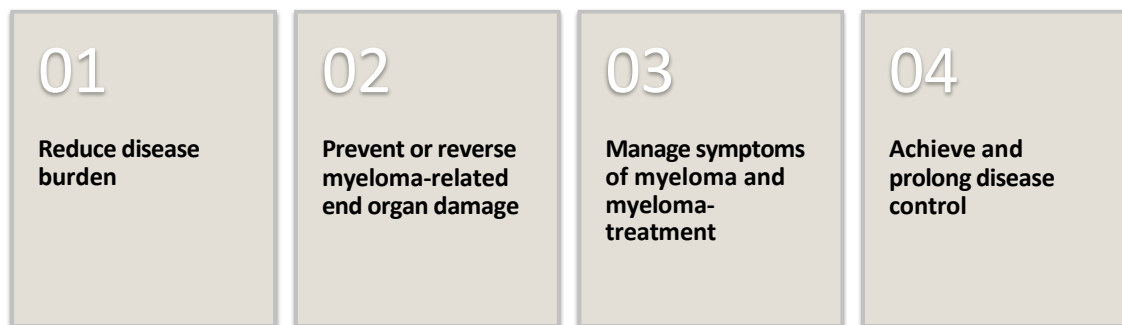 01
Reduce disease
burden
02
Prevent or reverse
myeloma-related
end organ damage
03
Manage symptoms
of myeloma and
myeloma-
treatment
04
Achieve and
prolong disease
control